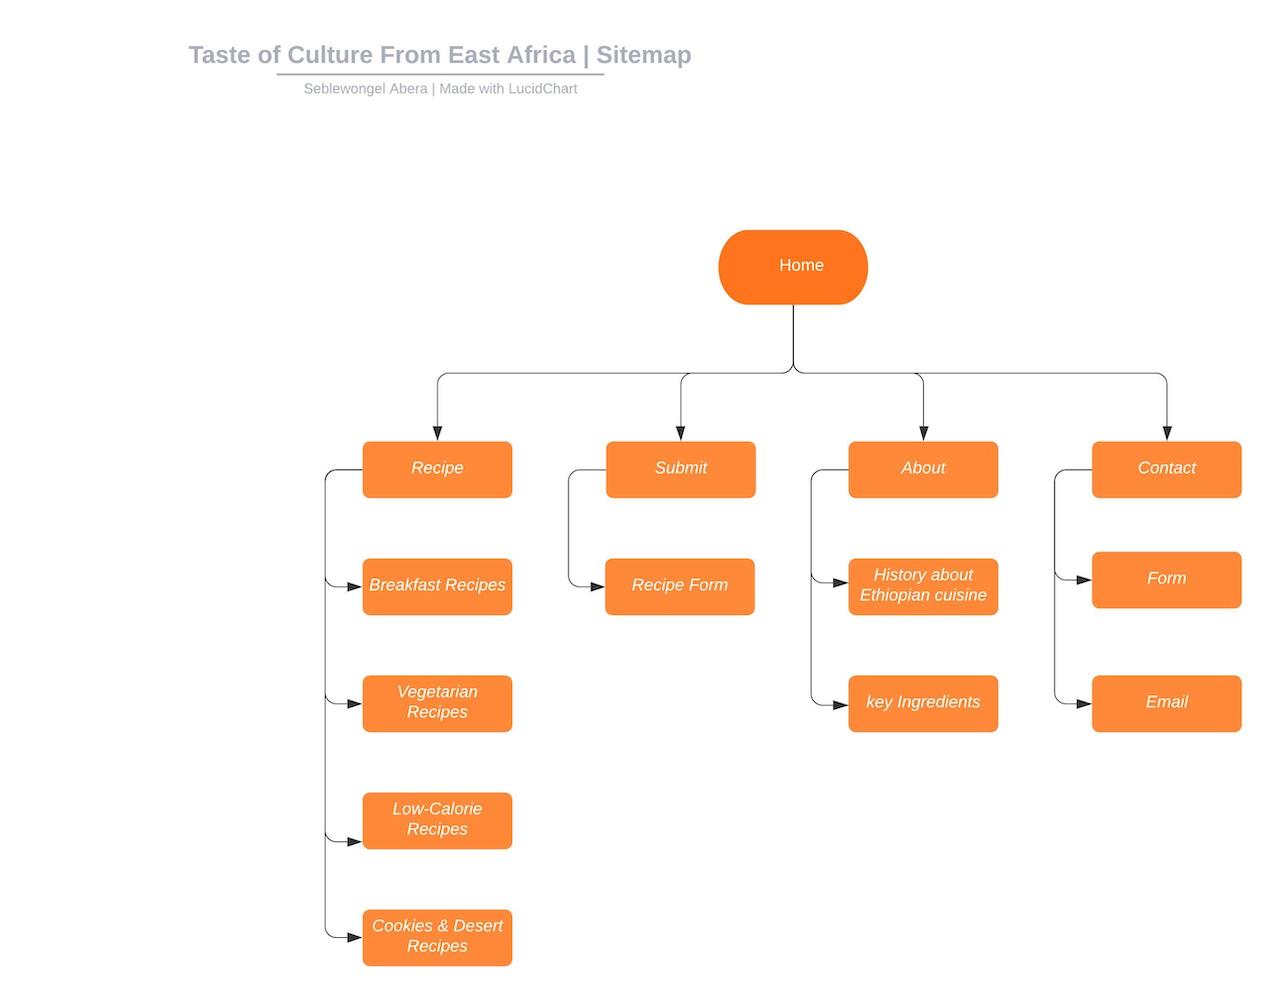 Taste of Culture From East Africa | Sitemap
Seblewongel Abera | Made with LucidChart
Home
Recipe
Submit
About
Contact
Breakfast Recipes
Recipe Form
History about
Ethiopian cuisine
Form
Vegetarian
Recipes
key Ingredients
Email
Low-Calorie
Recipes
Cookies & Desert
Recipes